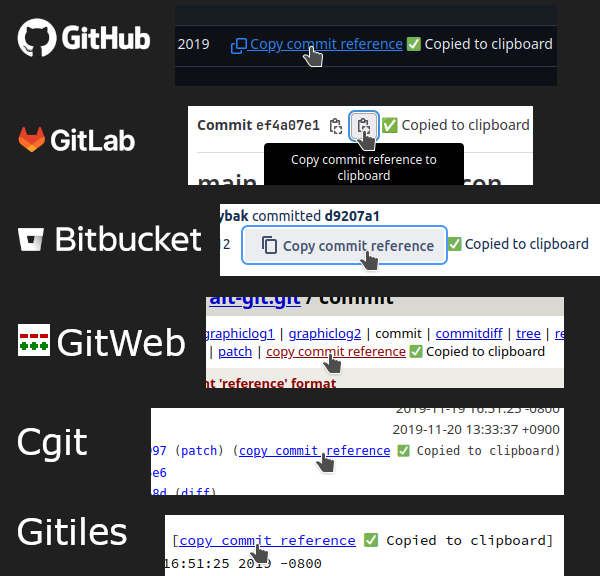 GitHub
2019 Copy commit reference ✅ Copied to clipboard
GitLab
Commit ef4a07e1 ✅ Copied to clipboard
Copy commit reference to
clipboard
Bitbucket
ybak committed d9207a1
2 Copy commit reference ✅ Copied to clipboard
GitWeb
alt-git.git / commit
graphiclog1 | graphiclog2 | commit | commitdiff | tree | re
| patch | copy commit reference ✅ Copied to clipboard
nt 'reference' format
Cgit
2019-11-19 16:51:25 -0800
2019-11-20 13:33:37 +0900
97 (patch) (copy commit reference ✅ Copied to clipboard)
e6
8d (diff)
Gitiles
[copy commit reference ✅ Copied to clipboard]
16:51:25 2019 -0800